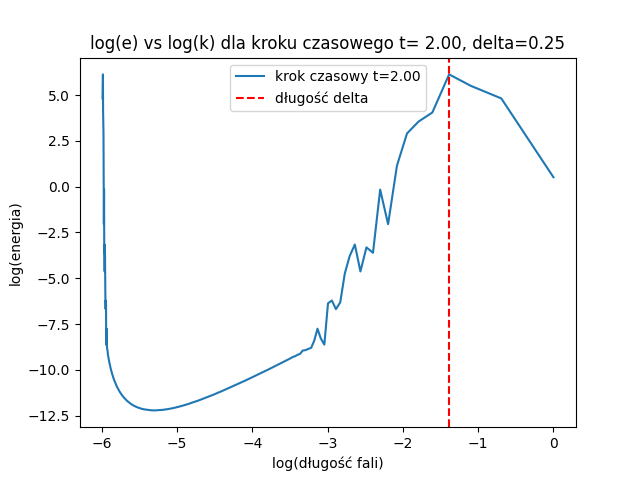 log(e) vs log(k) dla kroku czasowego t= 2.00, delta=0.25
krok czasowy t=2.00
długość delta
log(energia)
5.0
2.5
0.0
−2.5
−5.0
−7.5
−10.0
−12.5
−6 −5 −4 −3 −2 −1 0
log(długość fali)